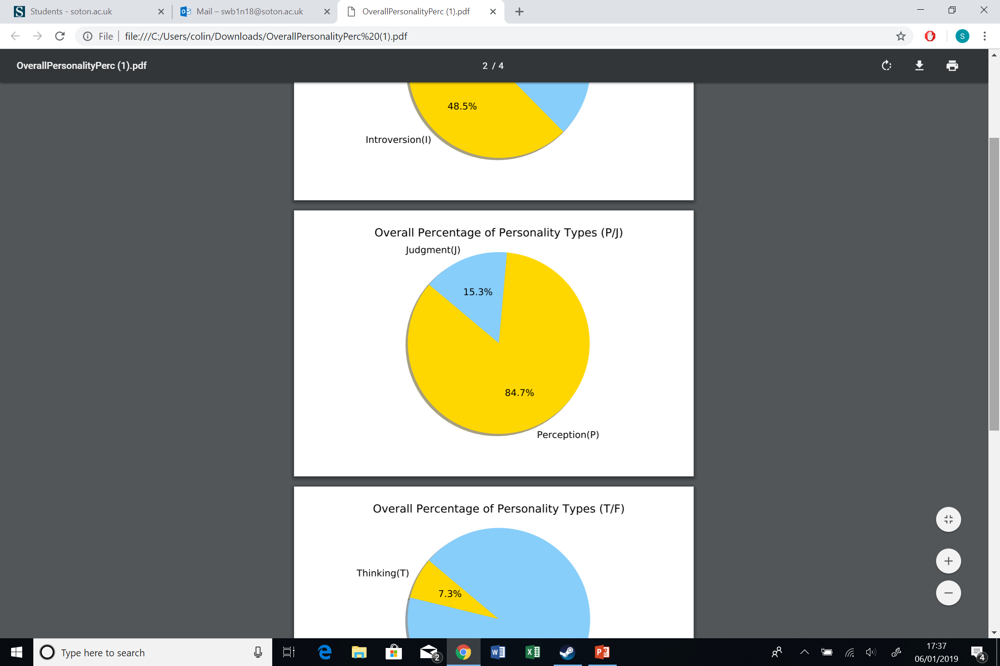 Students - soton.ac.uk
Mail – swb1n18@soton.ac.uk
OverallPersonalityPerc (1).pdf
File
file:///C:/Users/colin/Downloads/OverallPersonalityPerc%20(1).pdf
S
OverallPersonalityPerc (1).pdf
2 / 4
48.5%
Introversion(I)
Overall Percentage of Personality Types (P/J)
Judgment(J)
15.3%
84.7%
Perception(P)
Overall Percentage of Personality Types (T/F)
Thinking(T)
7.3%
Type here to search
2
17:37
06/01/2019
4